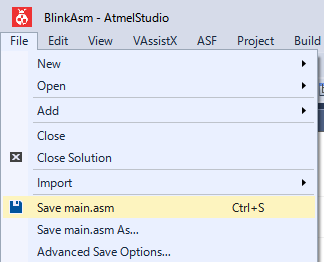 BlinkAsm - AtmelStudio
File Edit View VAssistX ASF Project Build
New
Open
Add
Close
Close Solution
Import
Save main.asm Ctrl+S
Save main.asm As...
Advanced Save Options...